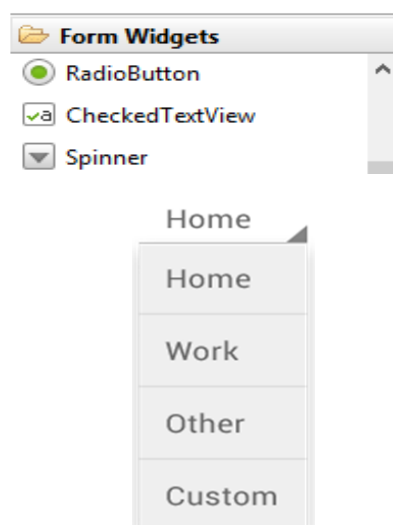 Form Widgets
RadioButton
CheckedTextView
Spinner
Home
Home
Work
Other
Custom